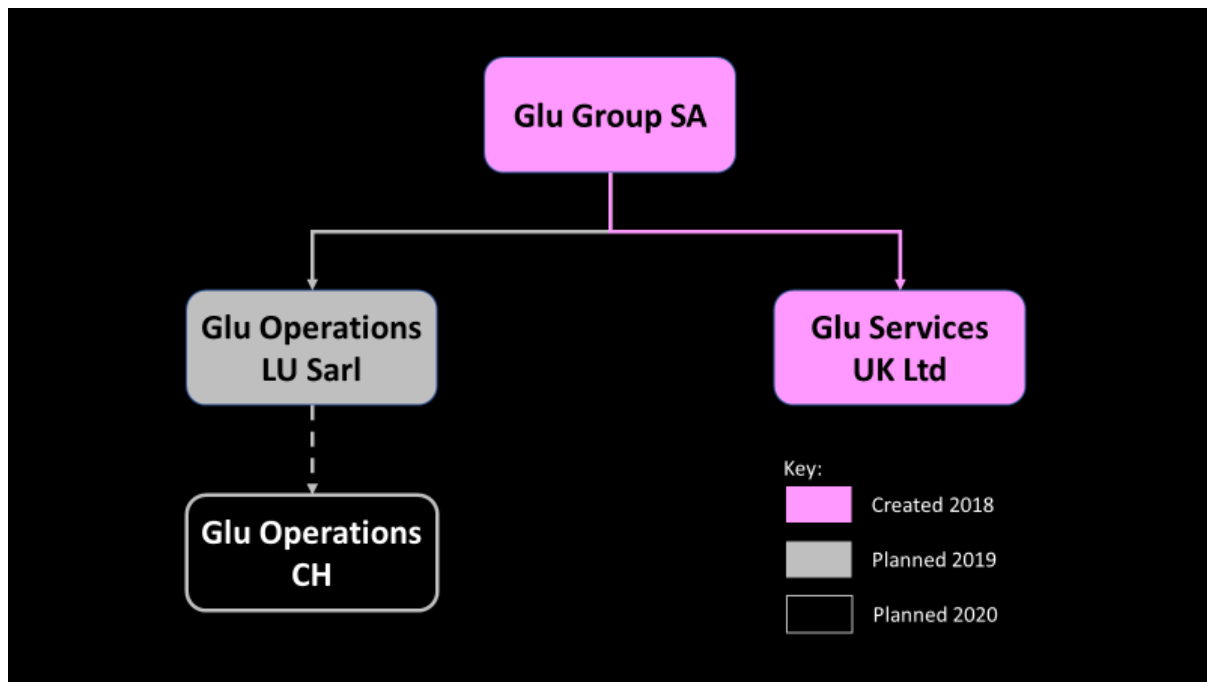 Glu Group SA
Glu Operations
LU Sarl
Glu Services
UK Ltd
Glu Operations
CH
Key:
Created 2018
Planned 2019
Planned 2020